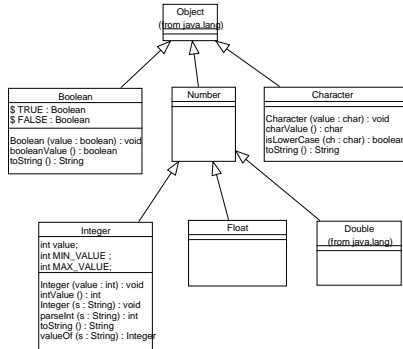 Object
(from java.lang)
Boolean
$ TRUE : Boolean
$ FALSE : Boolean
Boolean (value : boolean) : void
booleanValue () : boolean
toString () : String
Number
Character
Character (value : char) : void
charValue () : char
isLowerCase (ch : char) : boolean
toString () : String
Integer
int value;
int MIN_VALUE ;
int MAX_VALUE;
Integer (value : int) : void
intValue () : int
Integer (s : String) : void
parseInt (s : String) : int
toString () : String
valueOf (s : String) : Integer
Float
Double
(from java.lang)